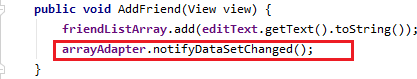 public void AddFriend(View view) {
friendListArray.add(editText.getText().toString());
arrayAdapter.notifyDataSetChanged();
}